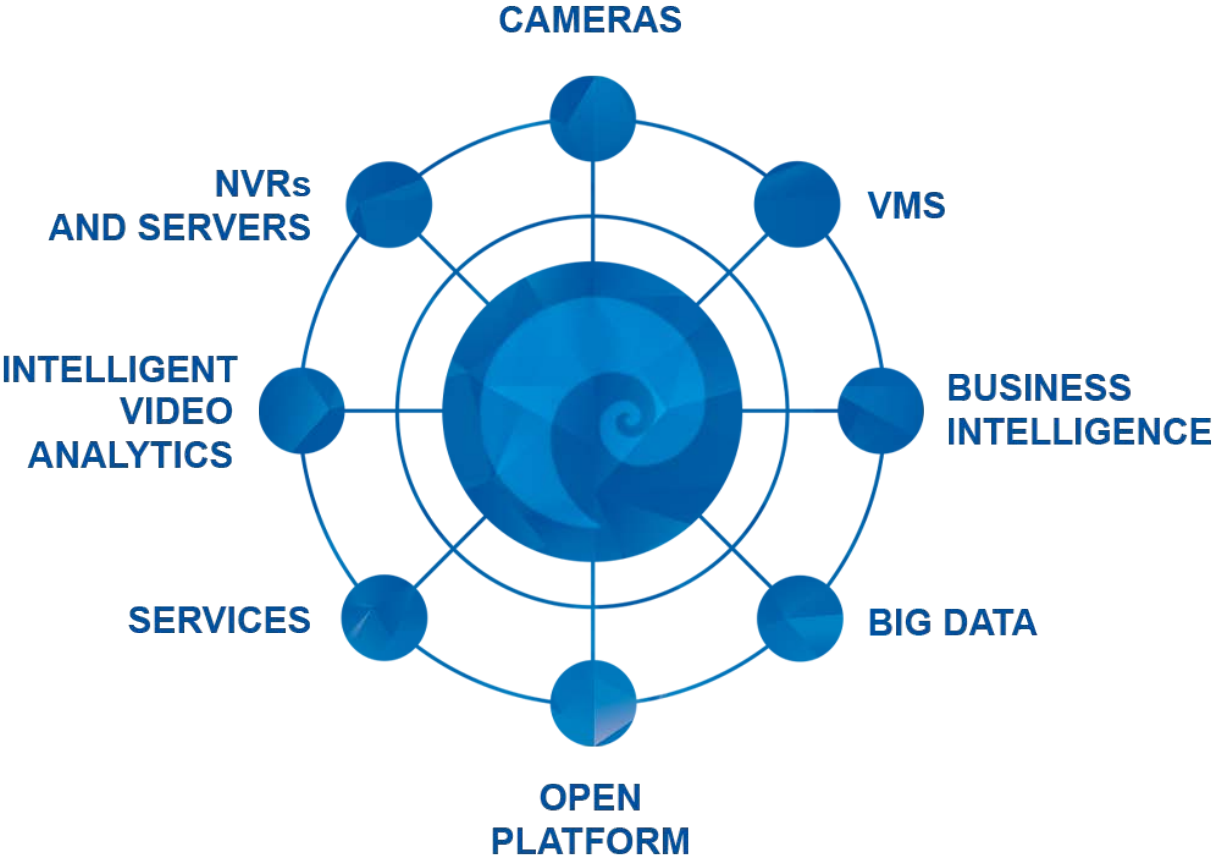 CAMERAS
NVRs
AND SERVERS
VMS
INTELLIGENT
VIDEO
ANALYTICS
BUSINESS
INTELLIGENCE
SERVICES
BIG DATA
OPEN
PLATFORM